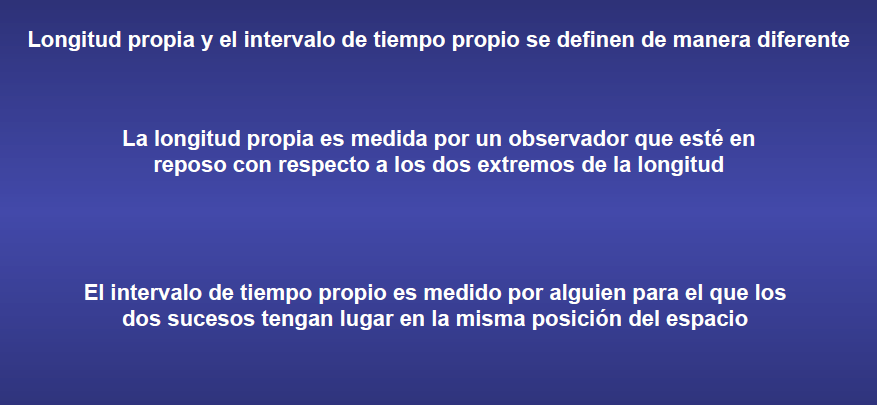 Longitud propia y el intervalo de tiempo propio se definen de manera diferente
La longitud propia es medida por un observador que esté en
reposo con respecto a los dos extremos de la longitud
El intervalo de tiempo propio es medido por alguien para el que los
dos sucesos tengan lugar en la misma posición del espacio